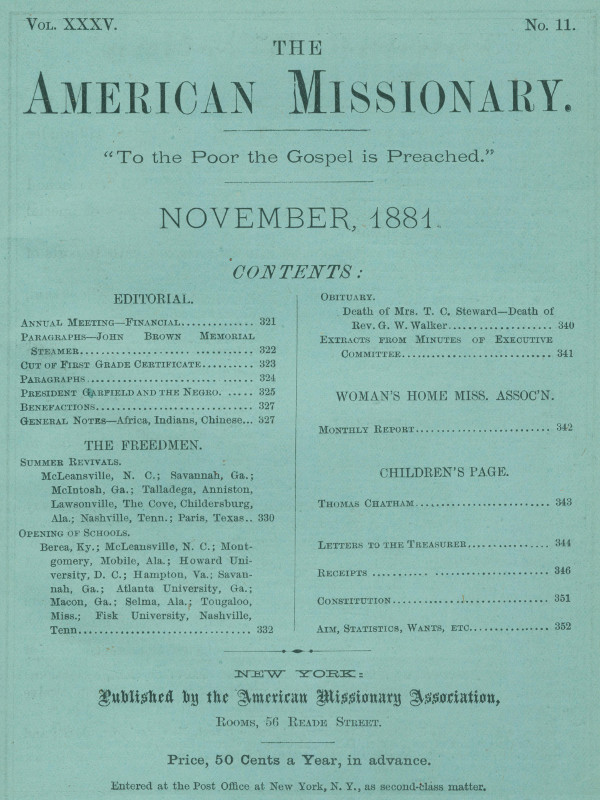 Vol. XXXV.
No. 11.
THE
American Missionary.
"To the Poor the Gospel is Preached."
NOVEMBER, 1881.
CONTENTS:
EDITORIAL.
Annual Meeting—Financial.............. 321
Paragraphs—John Brown Memorial
Steamer....................... 322
Cut of First Grade Certificate.......... 323
Paragraphs............................ 324
President Garfield and the Negro. ..... 325
Benefactions............................ 327
General Notes—Africa, Indians, Chinese... 327
THE FREEDMEN.
Summer Revivals.
McLeansville, N. C.; Savannah, Ga.;
McIntosh, Ga.; Talladega, Anniston,
Lawsonville, The Cove, Childersburg,
Ala.; Nashville, Tenn.; Paris, Texas.. 330
Opening of Schools.
Berea, Ky.; McLeansville, N. C.; Mont-
gomery, Mobile, Ala.; Howard Uni-
versity, D. C.; Hampton, Va.; Savan-
nah, Ga.; Atlanta University, Ga.;
Macon, Ga.; Selma, Ala.; Tougaloo,
Miss.; Fisk University, Nashville,
Tenn.............................. 332
Obituary.
Death of Mrs. T. C. Steward—Death of
Rev. G. W. Walker.................. 340
Extracts from Minutes of Executive
Committee......................... 341
WOMAN'S HOME MISS. ASSOC'N.
Monthly Report........................ 342
CHILDREN'S PAGE.
Thomas Chatham........................ 343
Letters to the Treasurer............... 344
Receipts .............................. 346
Constitution............................ 351
Aim, Statistics, Wants, etc............. 352
NEW YORK:
Published by the American Missionary Association,
Rooms, 56 Reade Street.
Price, 50 Cents a Year, in advance.
Entered at the Post Office at New York, N. Y., as second-class matter.